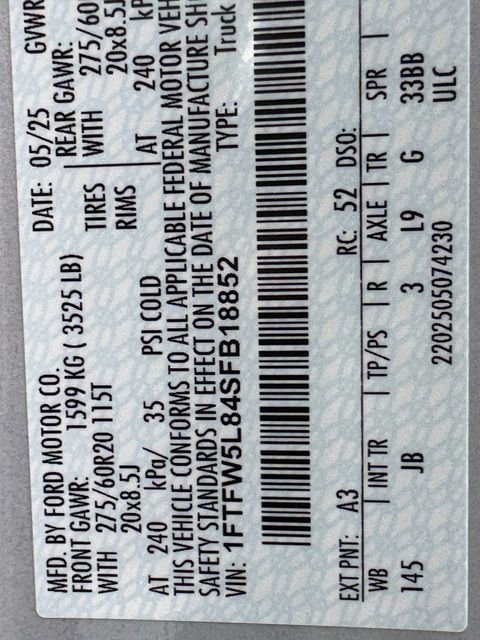 MFD. BY FORD MOTOR CO. DATE: 05/25 GVWR
FRONT GAWR: 1599 KG ( 3525 LB) REAR GAWR:
WITH 275/60R20 115T TIRES WITH 275/60
20x8.5J RIMS 20x8.5J
AT 240 kPa/ 35 PSI COLD AT 240 kP
THIS VEHICLE CONFORMS TO ALL APPLICABLE FEDERAL MOTOR VEH
SAFETY STANDARDS IN EFFECT ON THE DATE OF MANUFACTURE SH
VIN: 1FTFW5L84SFB18852 TYPE: Truck
EXT PNT: A3 RC: 52 DSO:
WB | INT TR | TP/PS | R | AXLE | TR | SPR |
145 JB 3 L9 G 33BB
ULC
2202505074230